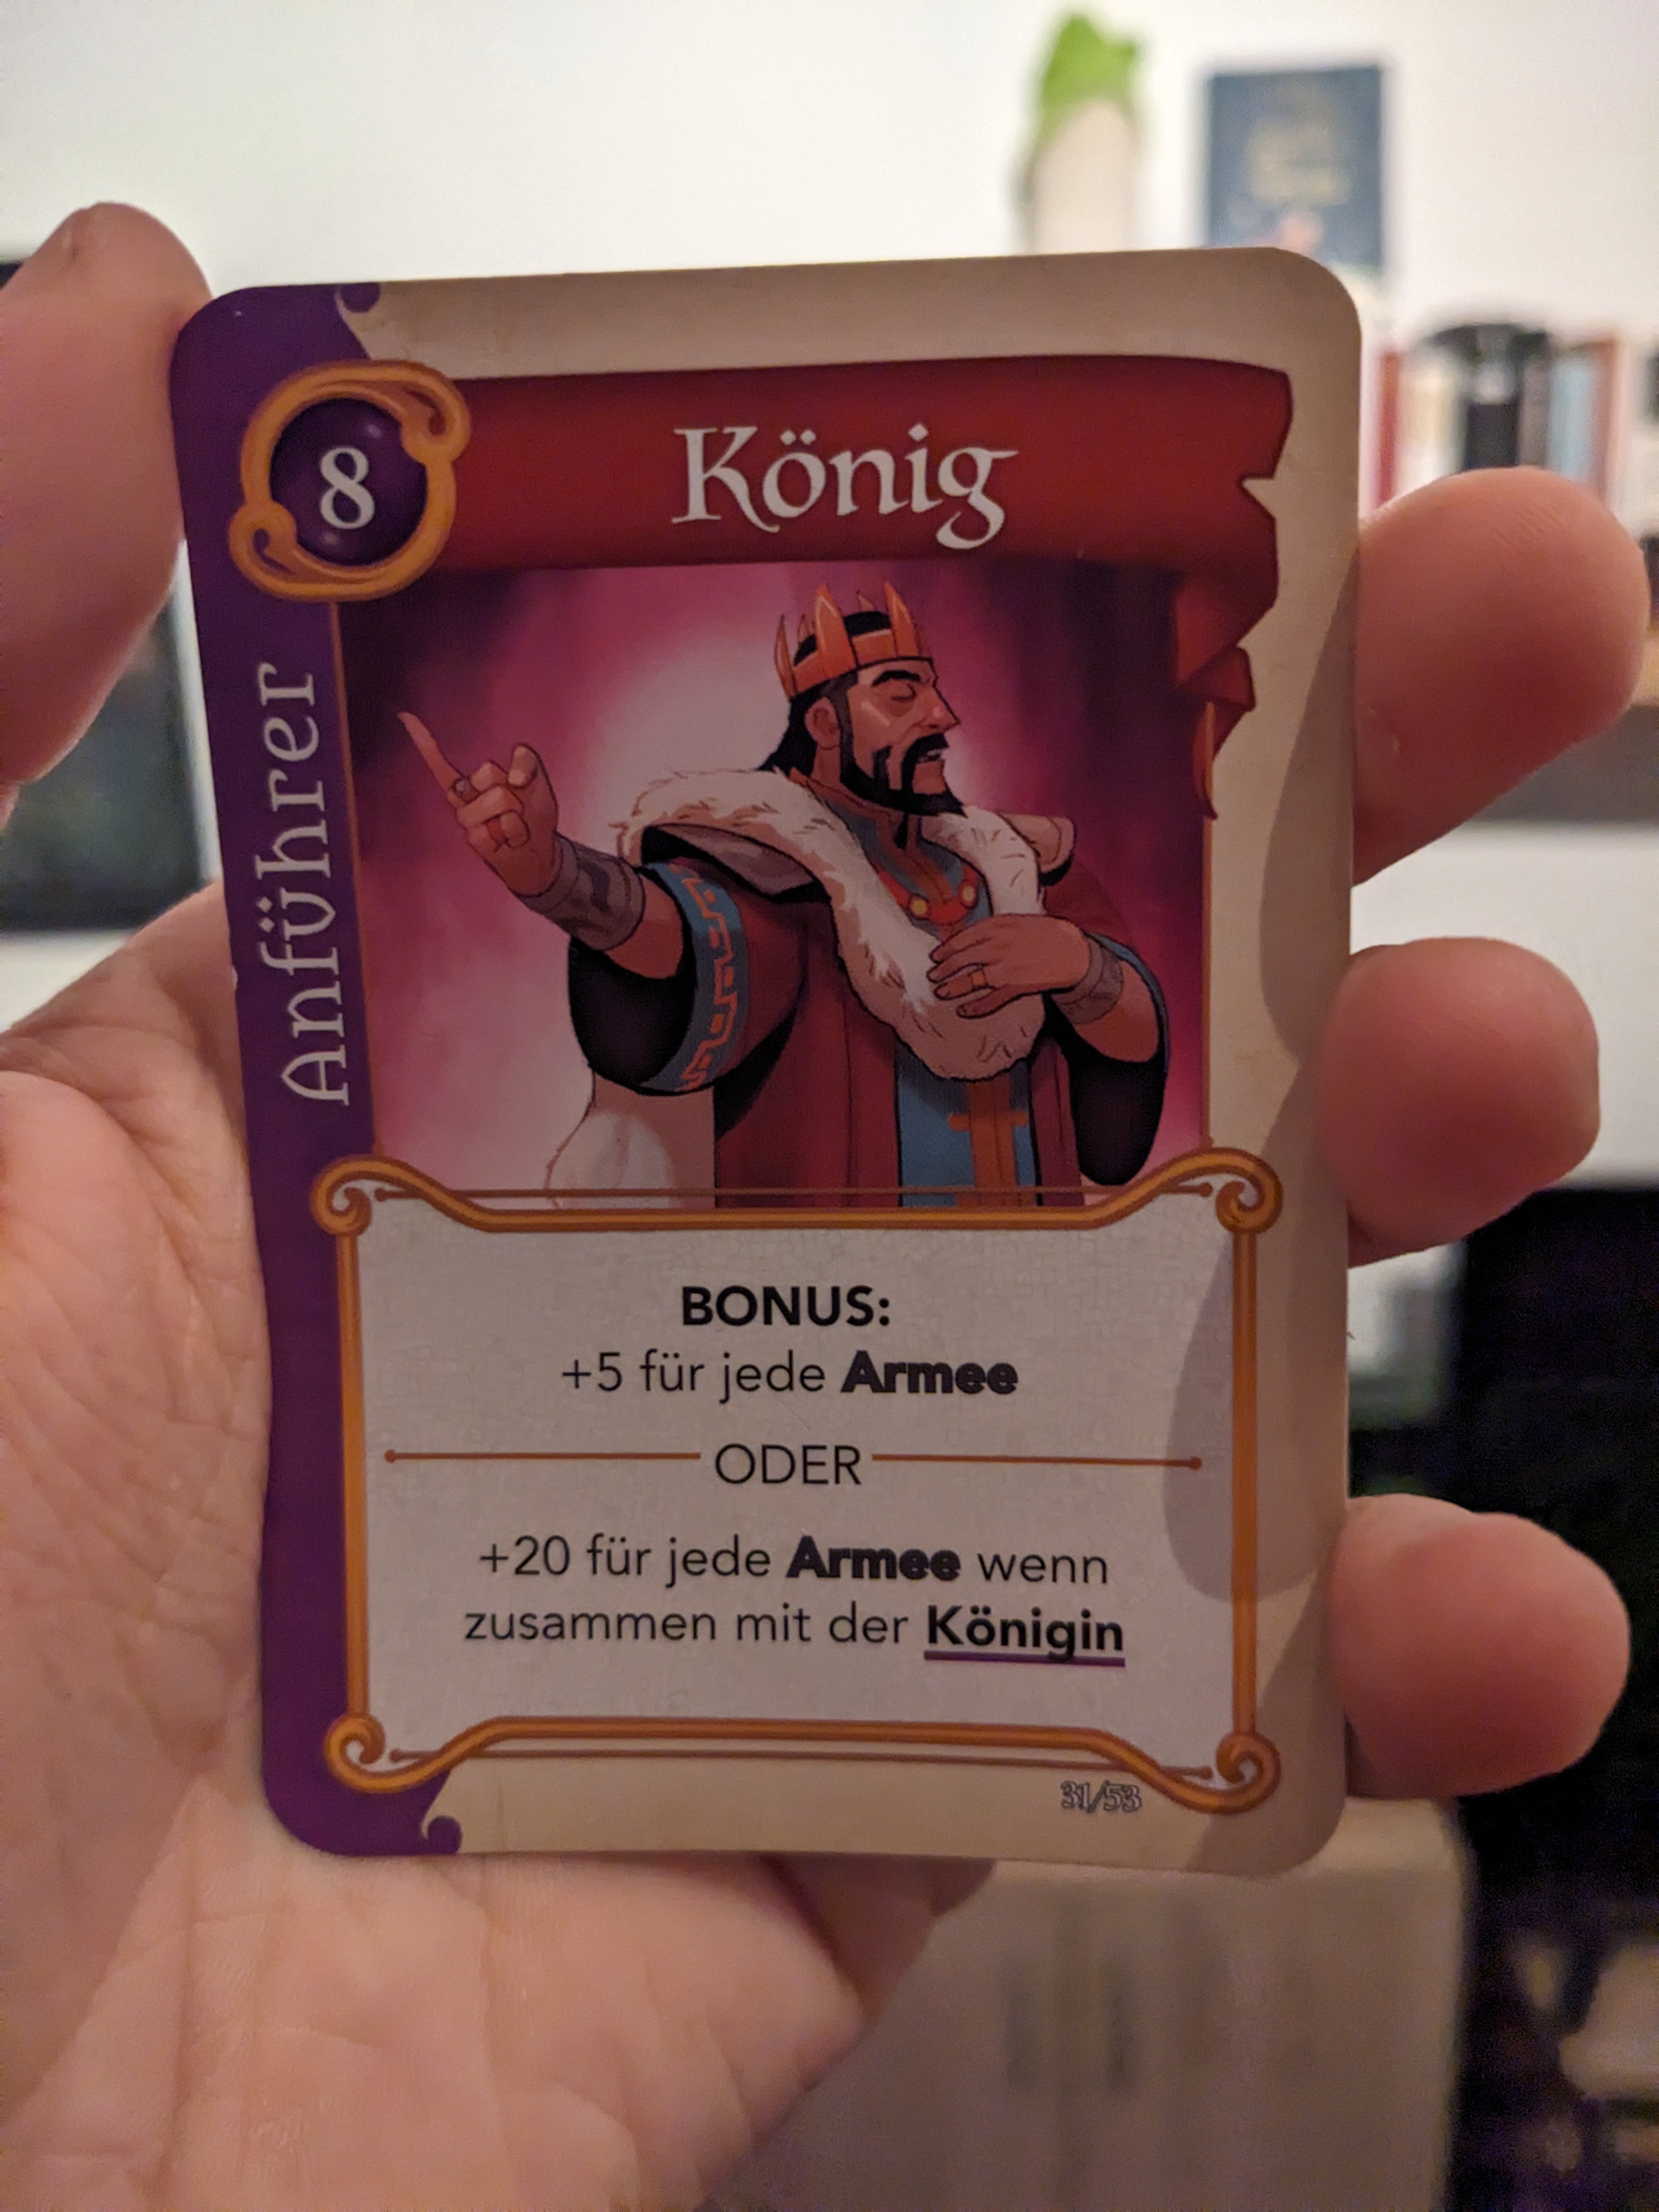 8
König
Anführer
BONUS:
+5 für jede Armee
ODER
+20 für jede Armee wenn
zusammen mit der Königin
31/53